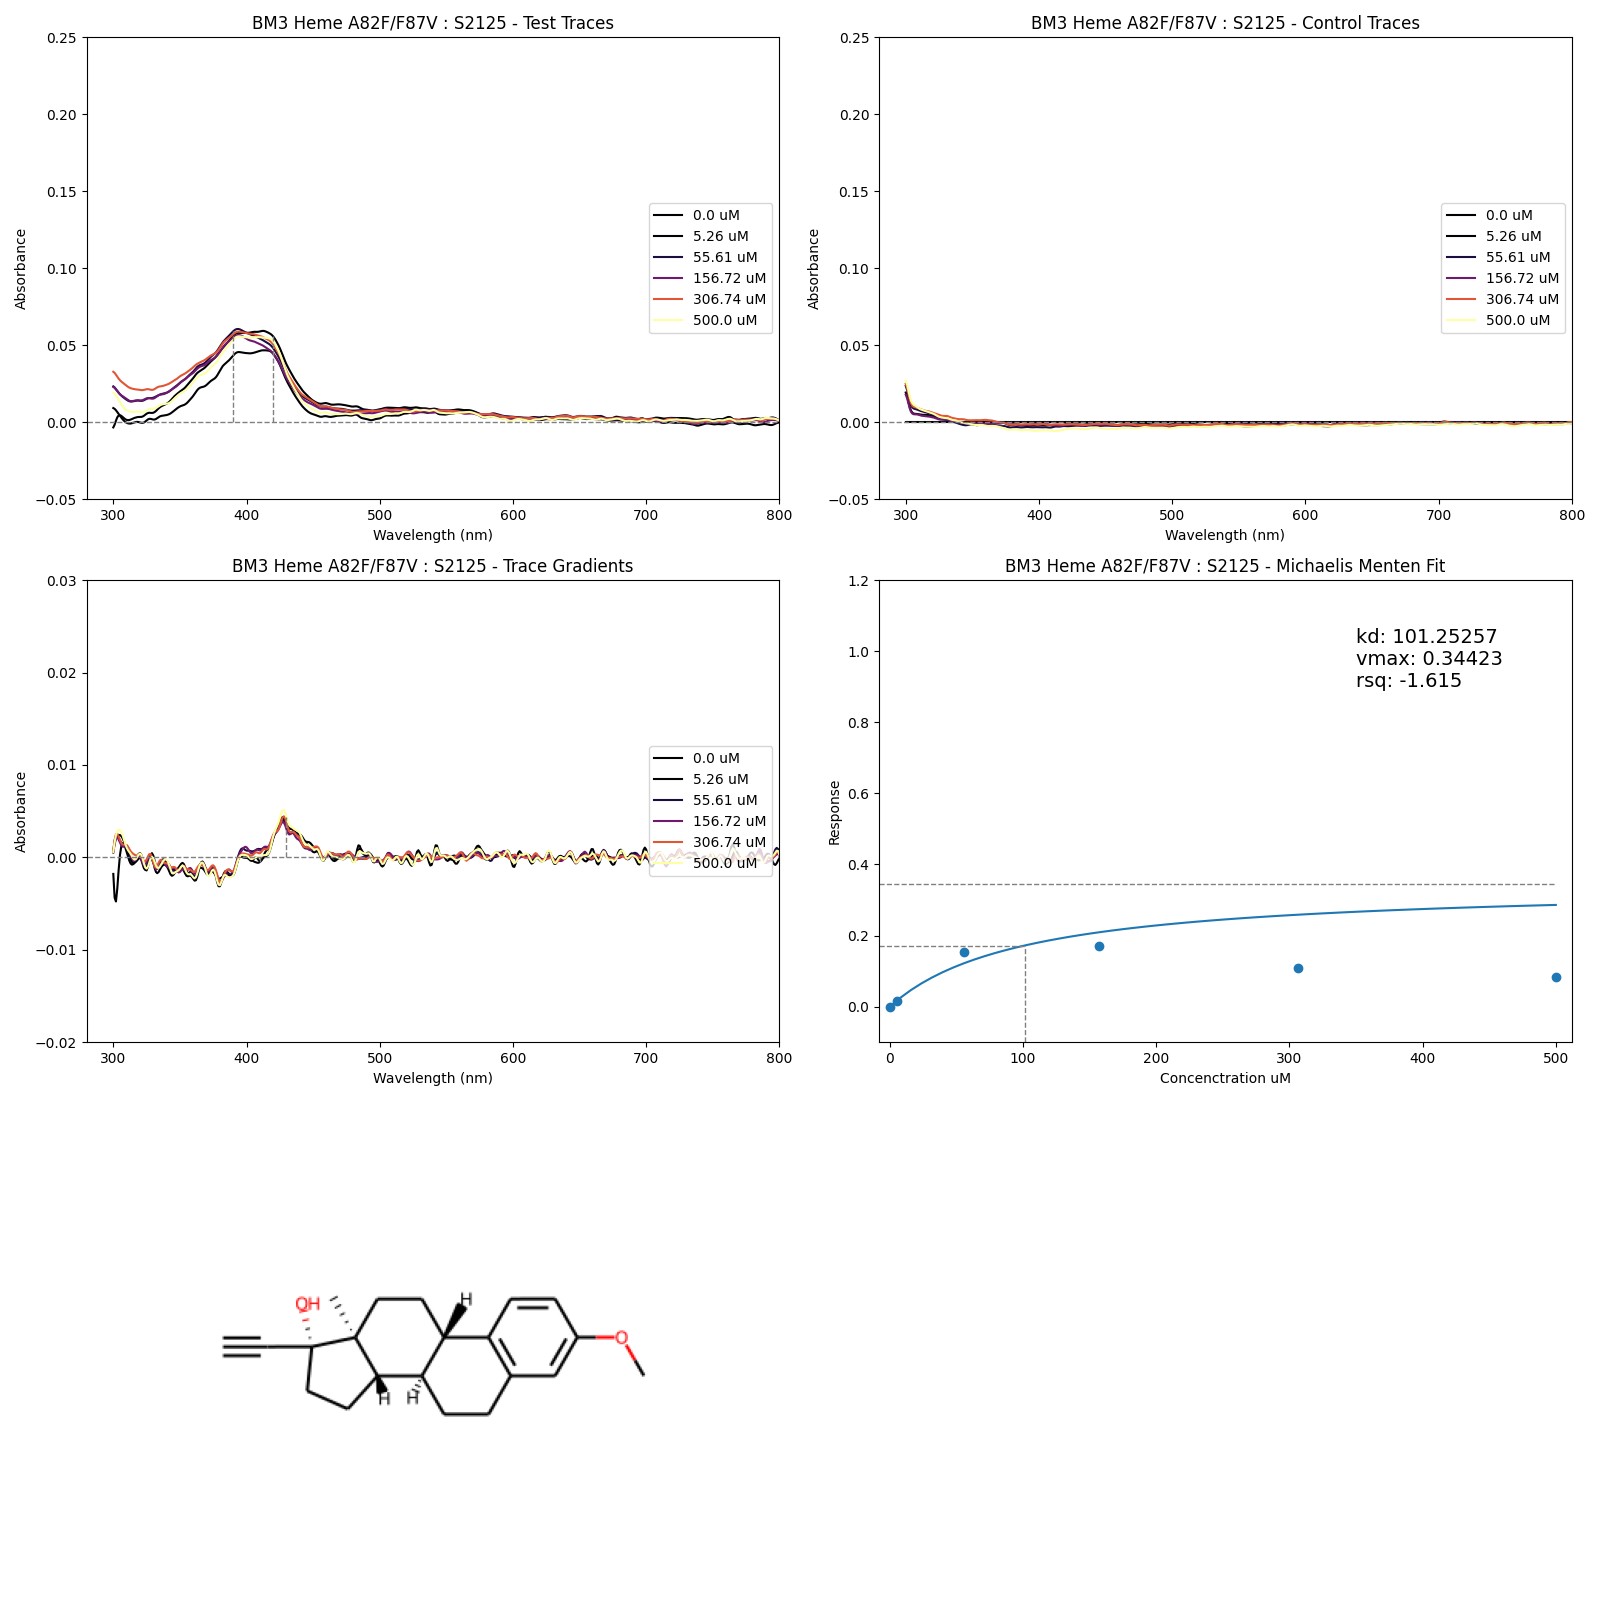 BM3 Heme A82F/F87V : S2125 - Test Traces
0.25
0.20
0.15
0.10
0.05
0.00
−0.05
Absorbance
300 400 500 600 700 800
Wavelength (nm)
0.0 uM
5.26 uM
55.61 uM
156.72 uM
306.74 uM
500.0 uM
BM3 Heme A82F/F87V : S2125 - Control Traces
0.25
0.20
0.15
0.10
0.05
0.00
−0.05
Absorbance
300 400 500 600 700 800
Wavelength (nm)
0.0 uM
5.26 uM
55.61 uM
156.72 uM
306.74 uM
500.0 uM
BM3 Heme A82F/F87V : S2125 - Trace Gradients
0.03
0.02
0.01
0.00
−0.01
−0.02
Absorbance
300 400 500 600 700 800
Wavelength (nm)
0.0 uM
5.26 uM
55.61 uM
156.72 uM
306.74 uM
500.0 uM
BM3 Heme A82F/F87V : S2125 - Michaelis Menten Fit
1.2
1.0
0.8
0.6
0.4
0.2
0.0
Response
0 100 200 300 400 500
Concenctration uM
kd: 101.25257
vmax: 0.34423
rsq: -1.615
OH
H
O
H
H